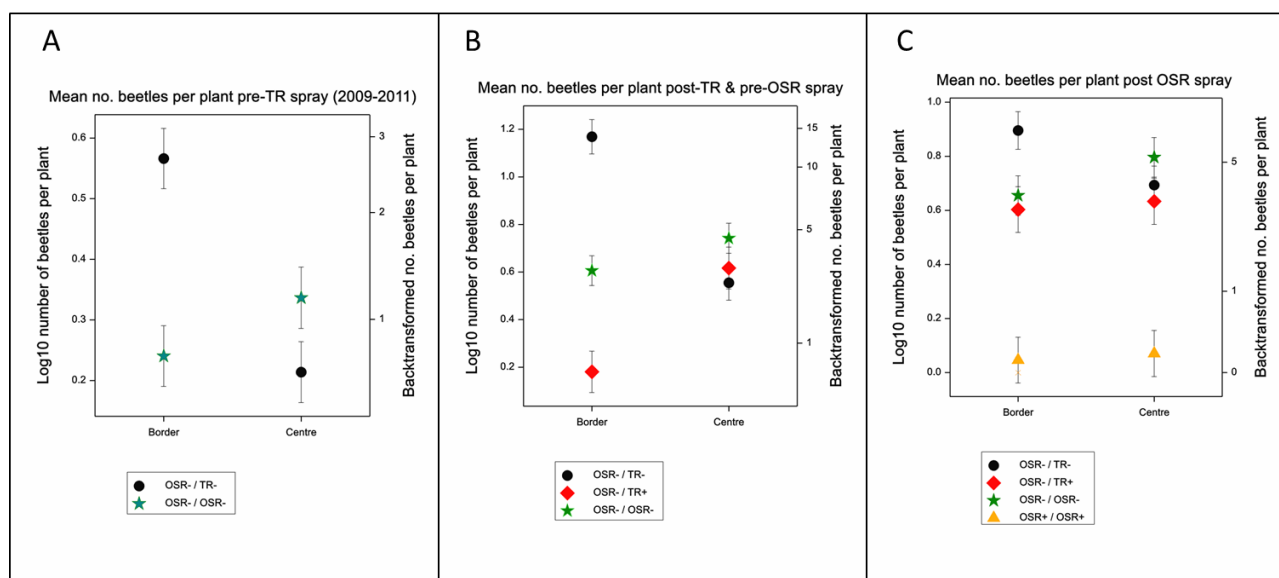 A
Mean no. beetles per plant pre-TR spray (2009-2011)
Log10 number of beetles per plant
0.6
0.5
0.4
0.3
0.2
3
2
1
Backtransformed no. beetles per plant
Border Centre
OSR- / TR-
OSR- / OSR-
B
Mean no. beetles per plant post-TR & pre-OSR spray
Log10 number of beetles per plant
1.2
1.0
0.8
0.6
0.4
0.2
15
10
5
1
Backtransformed no. beetles per plant
Border Centre
OSR- / TR-
OSR- / TR+
OSR- / OSR-
C
Mean no. beetles per plant post OSR spray
Log10 number of beetles per plant
1.0
0.8
0.6
0.4
0.2
0.0
5
1
0
Backtransformed no. beetles per plant
Border Centre
OSR- / TR-
OSR- / TR+
OSR- / OSR-
OSR+ / OSR+